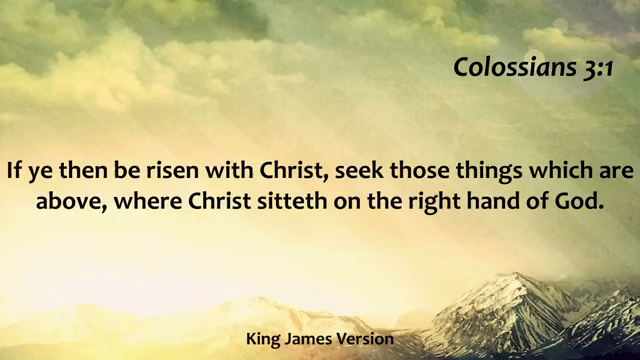 Colossians 3:1
If ye then be risen with Christ, seek those things which are
above, where Christ sitteth on the right hand of God.
King James Version